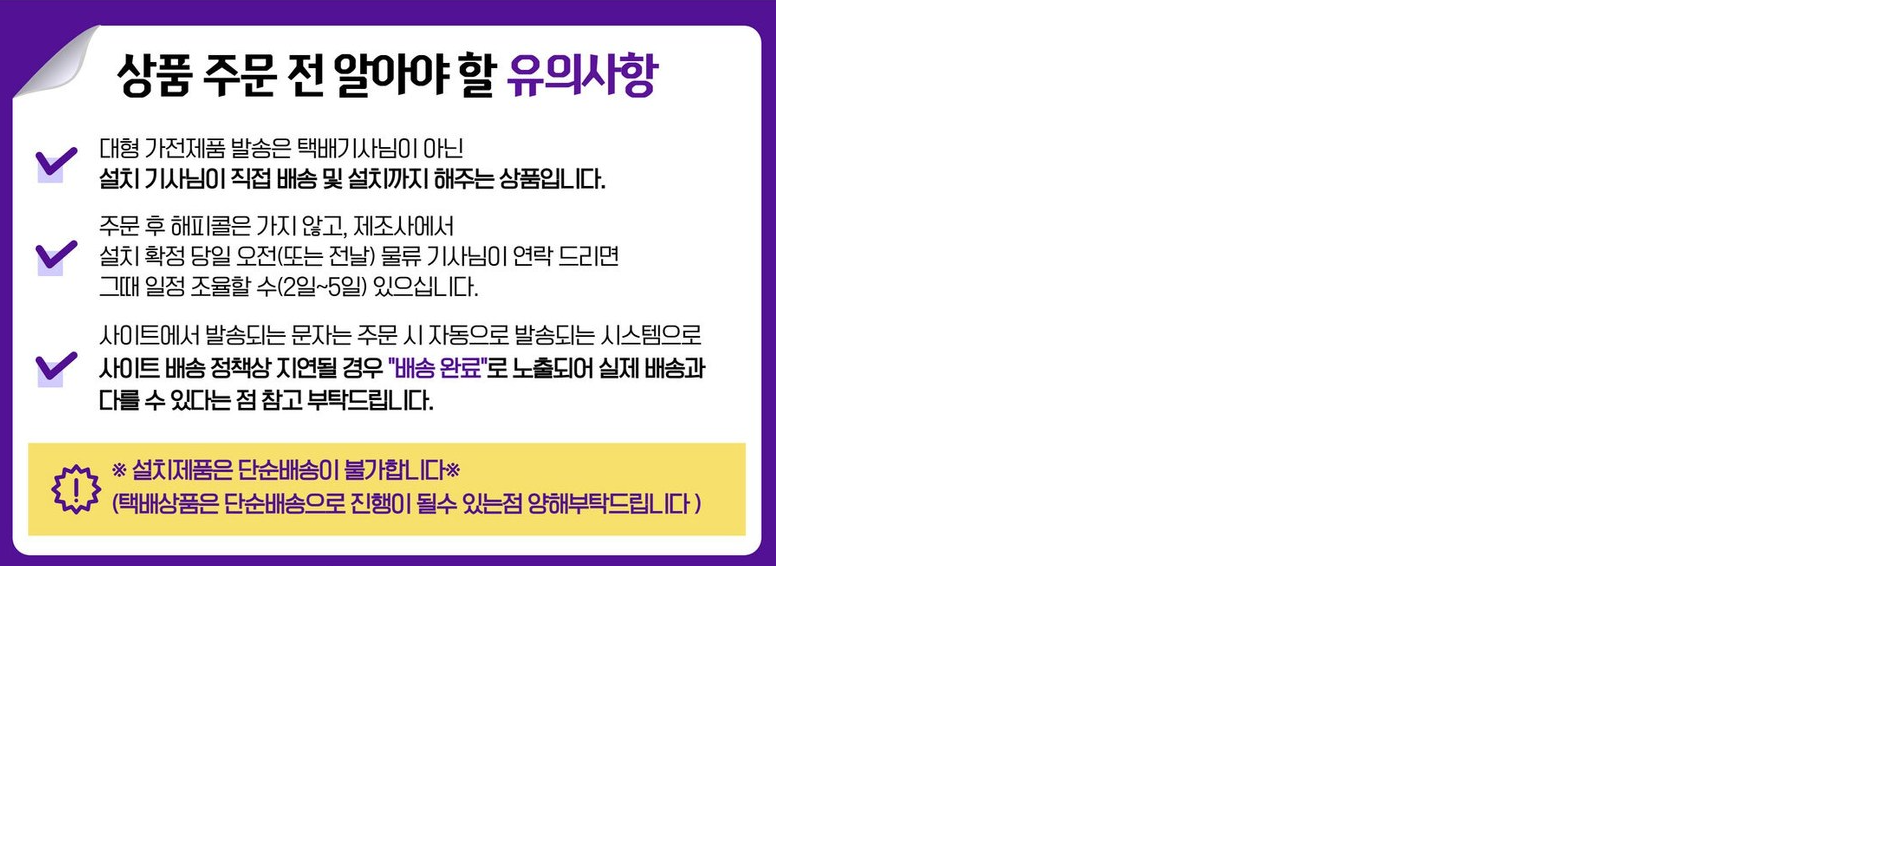 상품 주문 전 알아야 할 유의사항
대형 가전제품 발송은 택배기사님이 아닌
설치 기사님이 직접 배송 및 설치까지 해주는 상품입니다.
주문 후 해피콜은 가지 않고, 제조사에서
설치 확정 당일 오전(또는 전날) 물류 기사님이 연락 드리면
그때 일정 조율할 수(2일~5일) 있으십니다.
사이트에서 발송되는 문자는 주문 시 자동으로 발송되는 시스템으로
사이트 배송 정책상 지연될 경우 "배송 완료"로 노출되어 실제 배송과
다를 수 있다는 점 참고 부탁드립니다.
※ 설치제품은 단순배송이 불가합니다※
(택배상품은 단순배송으로 진행이 될수 있는점 양해부탁드립니다 )